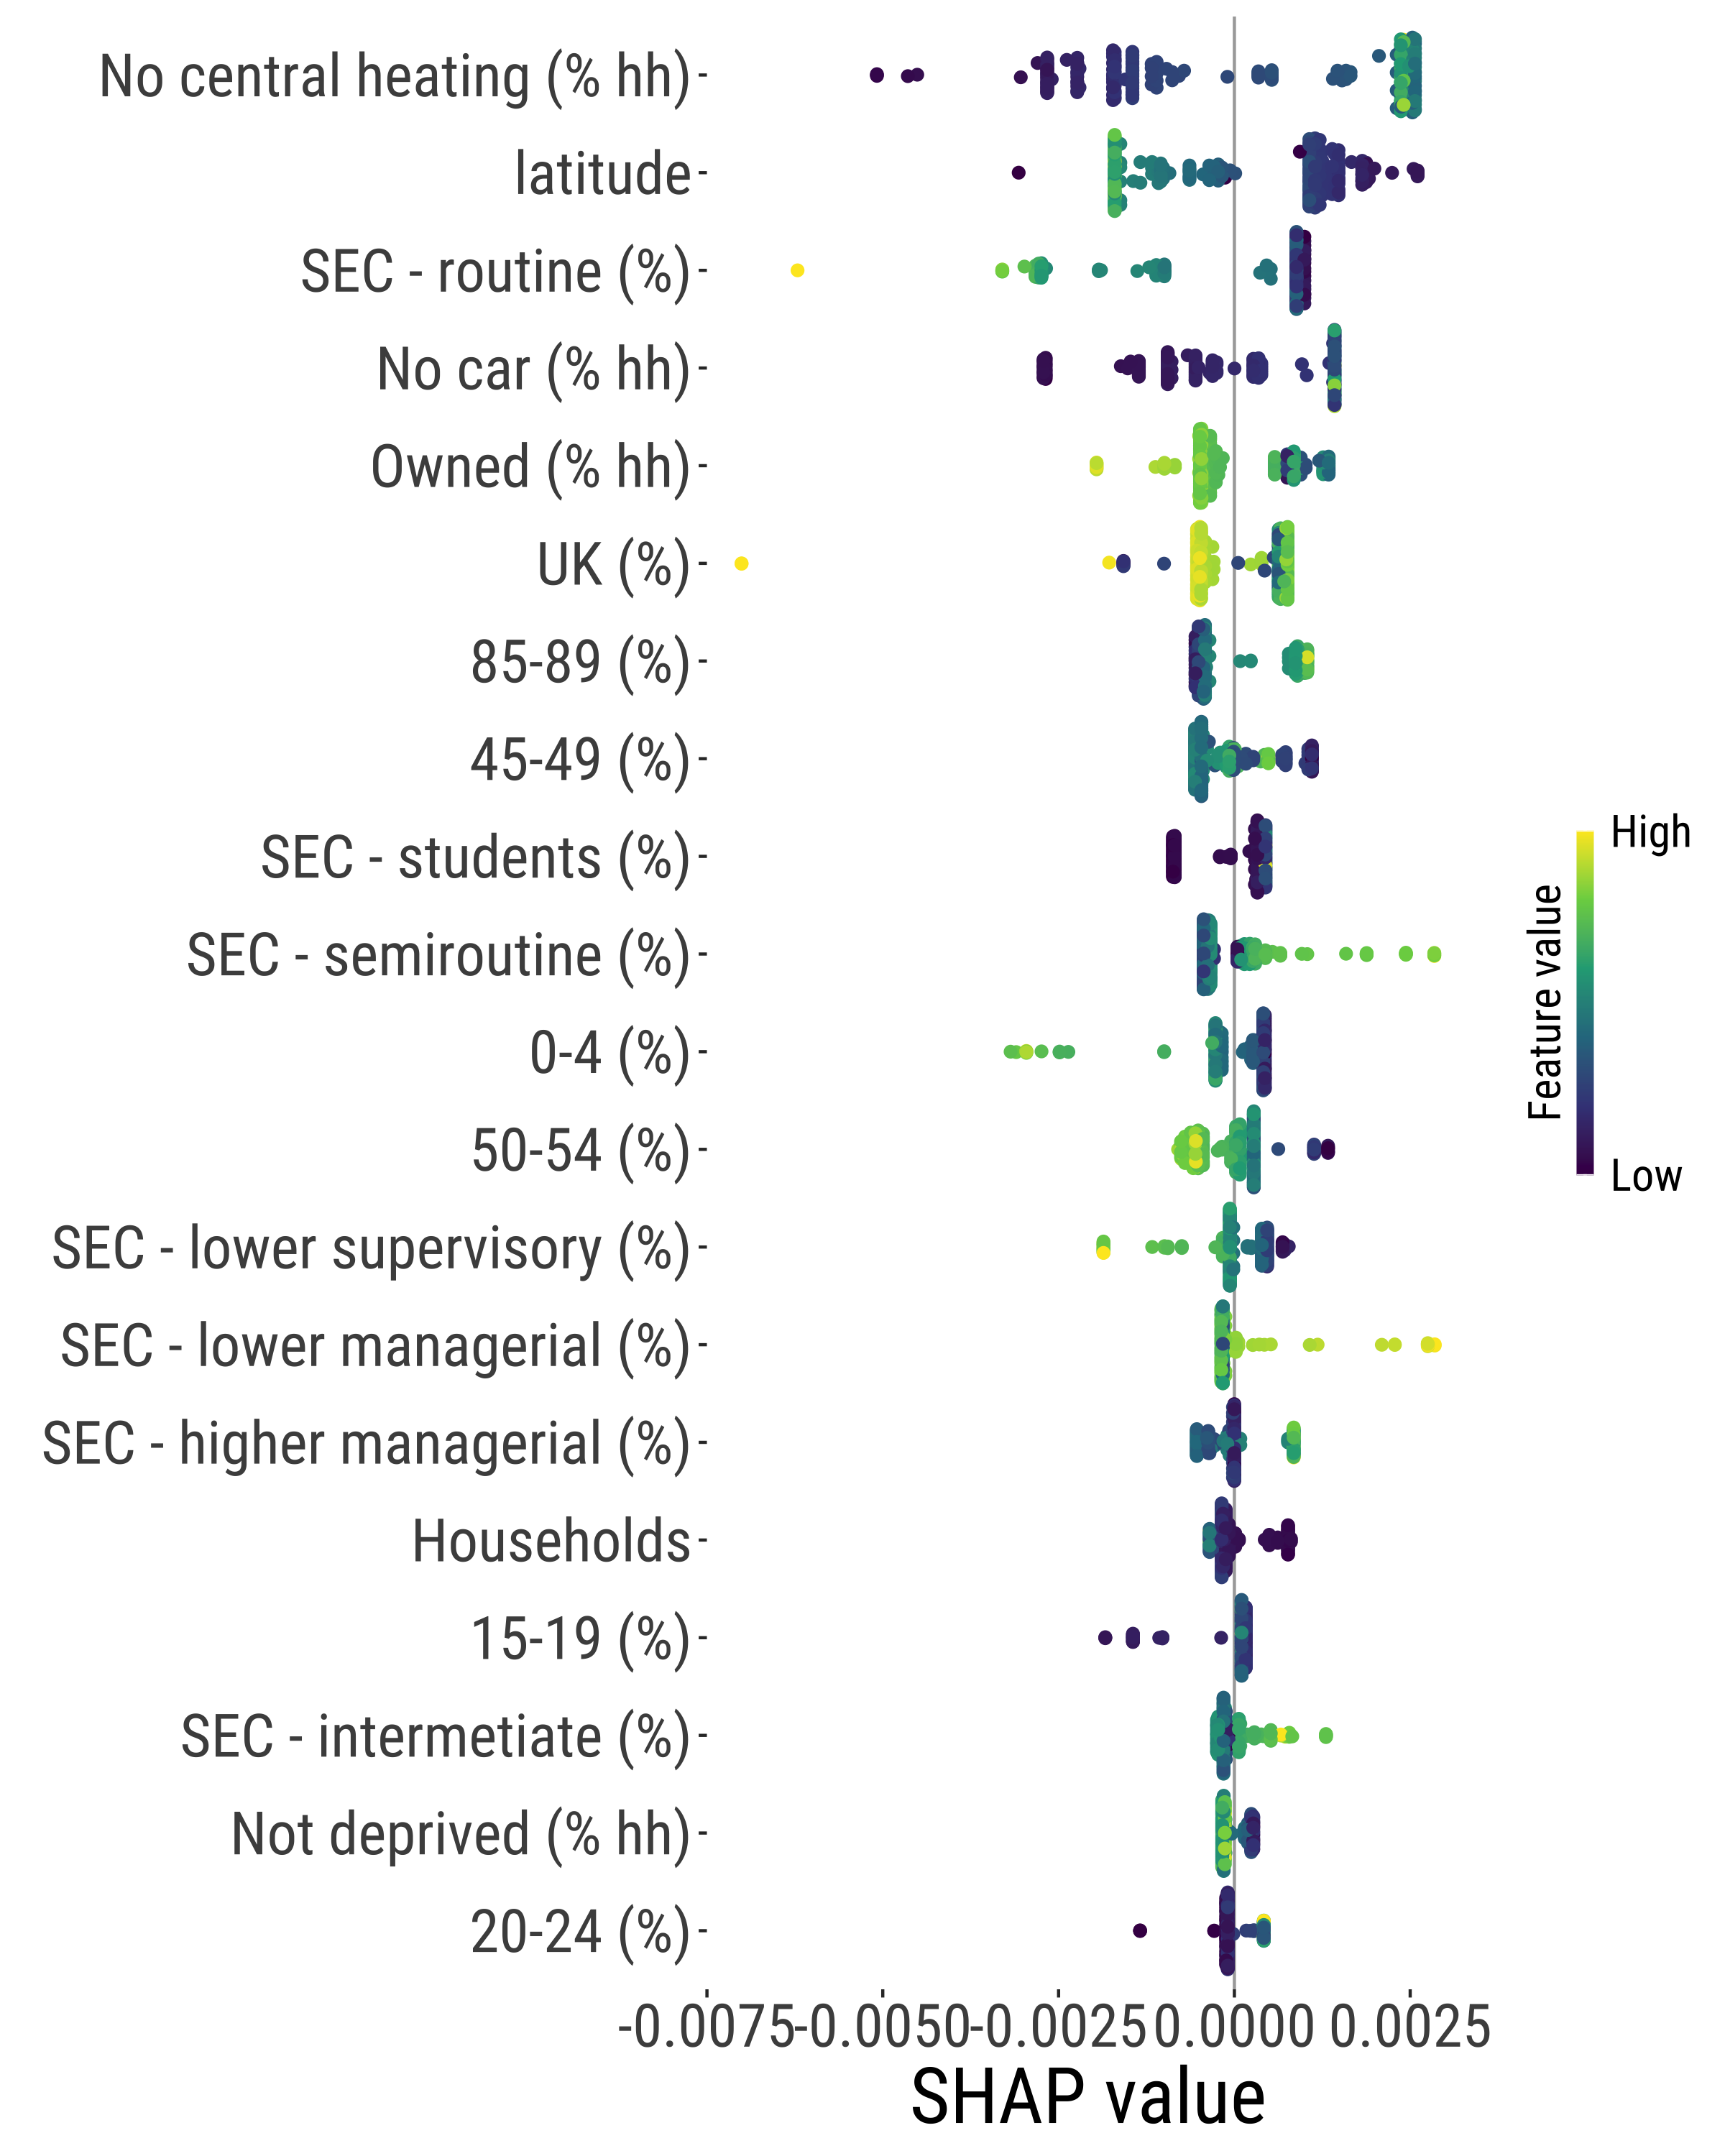 No central heating (% hh)
latitude
SEC - routine (%)
No car (% hh)
Owned (% hh)
UK (%)
85-89 (%)
45-49 (%)
SEC - students (%)
SEC - semiroutine (%)
0-4 (%)
50-54 (%)
SEC - lower supervisory (%)
SEC - lower managerial (%)
SEC - higher managerial (%)
Households
15-19 (%)
SEC - intermetiate (%)
Not deprived (% hh)
20-24 (%)
-0.0075 -0.0050 -0.0025 0.0000 0.0025
SHAP value
High
Feature value
Low